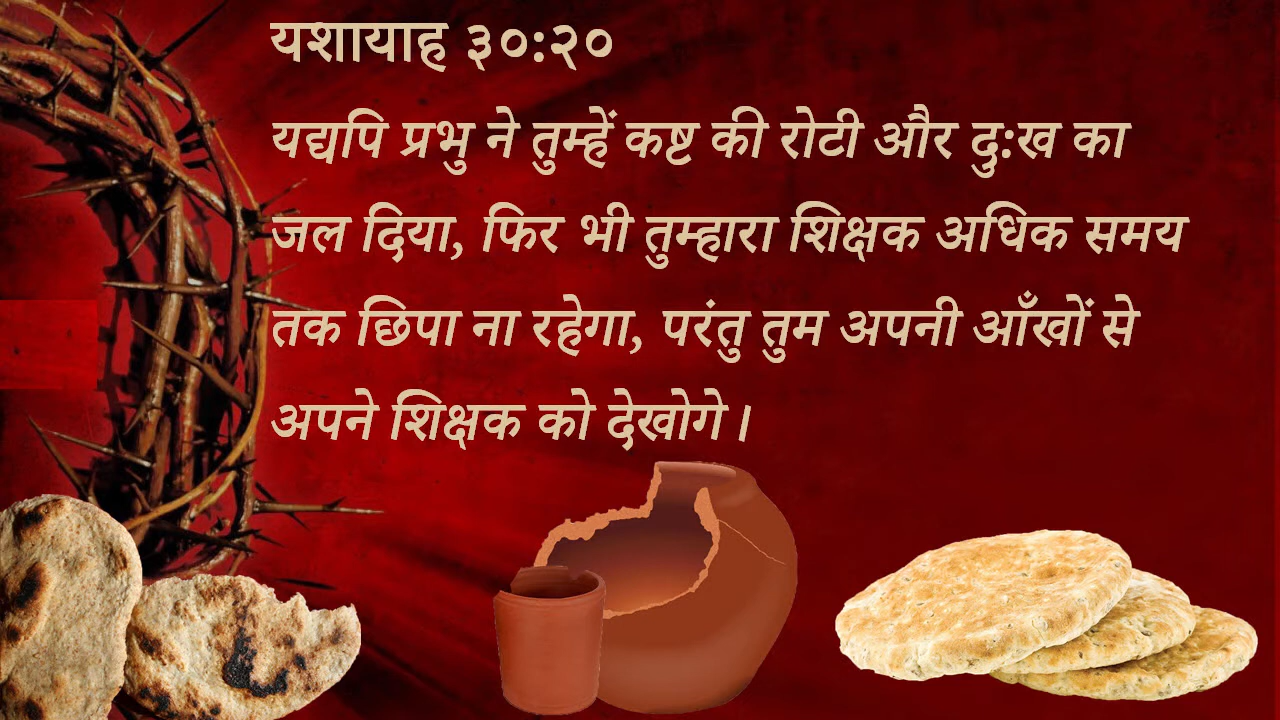 यशायाह ३०:२०
यद्यपि प्रभु ने तुम्हें कष्ट की रोटी और दु:ख का
जल दिया, फिर भी तुम्हारा शिक्षक अधिक समय
तक छिपा ना रहेगा, परंतु तुम अपनी आँखों से
अपने शिक्षक को देखोगे।